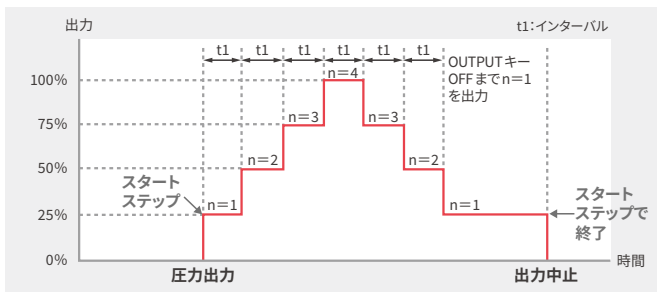 出力
t1：インターバル
t1 t1 t1 t1 t1 t1
OUTPUTキー
OFFまでn＝1
を出力
100%
n＝4
75%
n＝3 n＝3
50%
n＝2 n＝2
スタート
ステップ
n＝1 n＝1
25%
スタート
ステップで
終了
0%
時間
圧力出力 出力中止